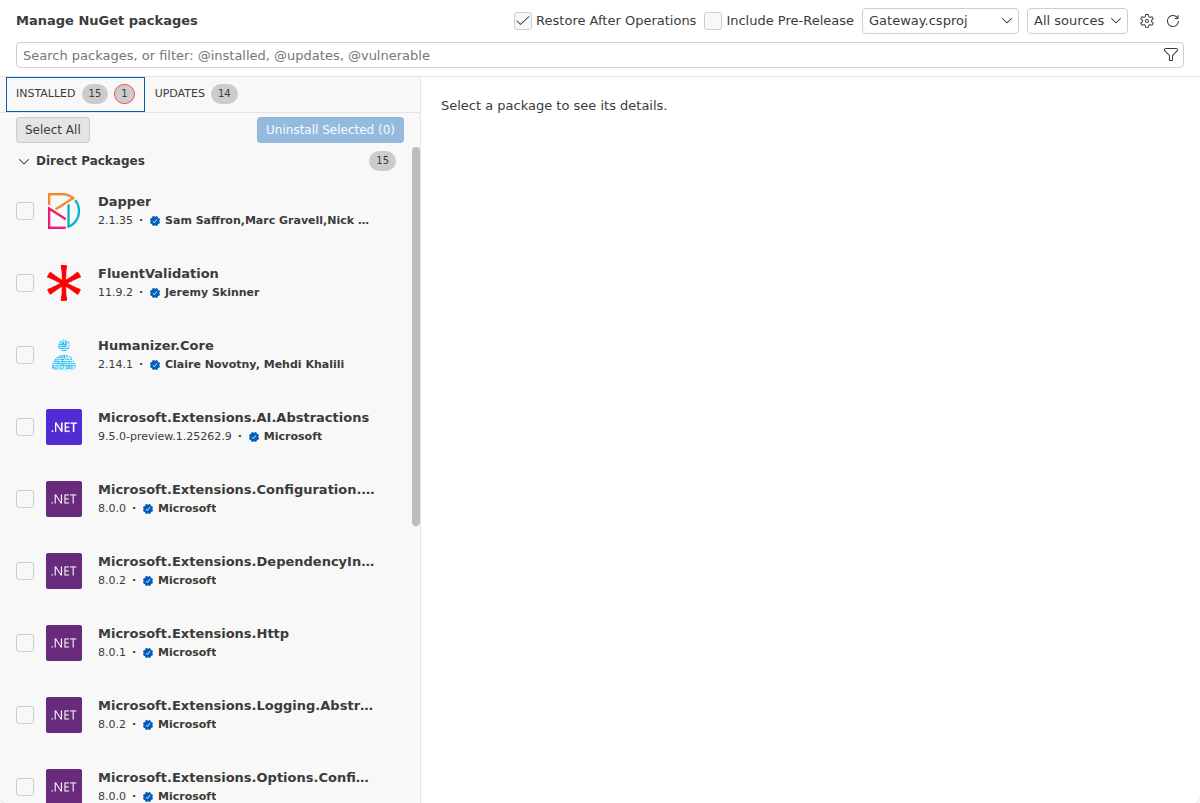 Manage NuGet packages
Restore After Operations
Include Pre-Release
Gateway.csproj
All sources
Search packages, or filter: @installed, @updates, @vulnerable
INSTALLED 15 1
UPDATES 14
Select All
Uninstall Selected (0)
Direct Packages 15
Dapper
2.1.35 · Sam Saffron,Marc Gravell,Nick ...
FluentValidation
11.9.2 · Jeremy Skinner
Humanizer.Core
2.14.1 · Claire Novotny, Mehdi Khalili
.NET
Microsoft.Extensions.AI.Abstractions
9.5.0-preview.1.25262.9 · Microsoft
.NET
Microsoft.Extensions.Configuration....
8.0.0 · Microsoft
.NET
Microsoft.Extensions.DependencyIn...
8.0.2 · Microsoft
.NET
Microsoft.Extensions.Http
8.0.1 · Microsoft
.NET
Microsoft.Extensions.Logging.Abstr...
8.0.2 · Microsoft
.NET
Microsoft.Extensions.Options.Confi...
8.0.0 · Microsoft
Select a package to see its details.